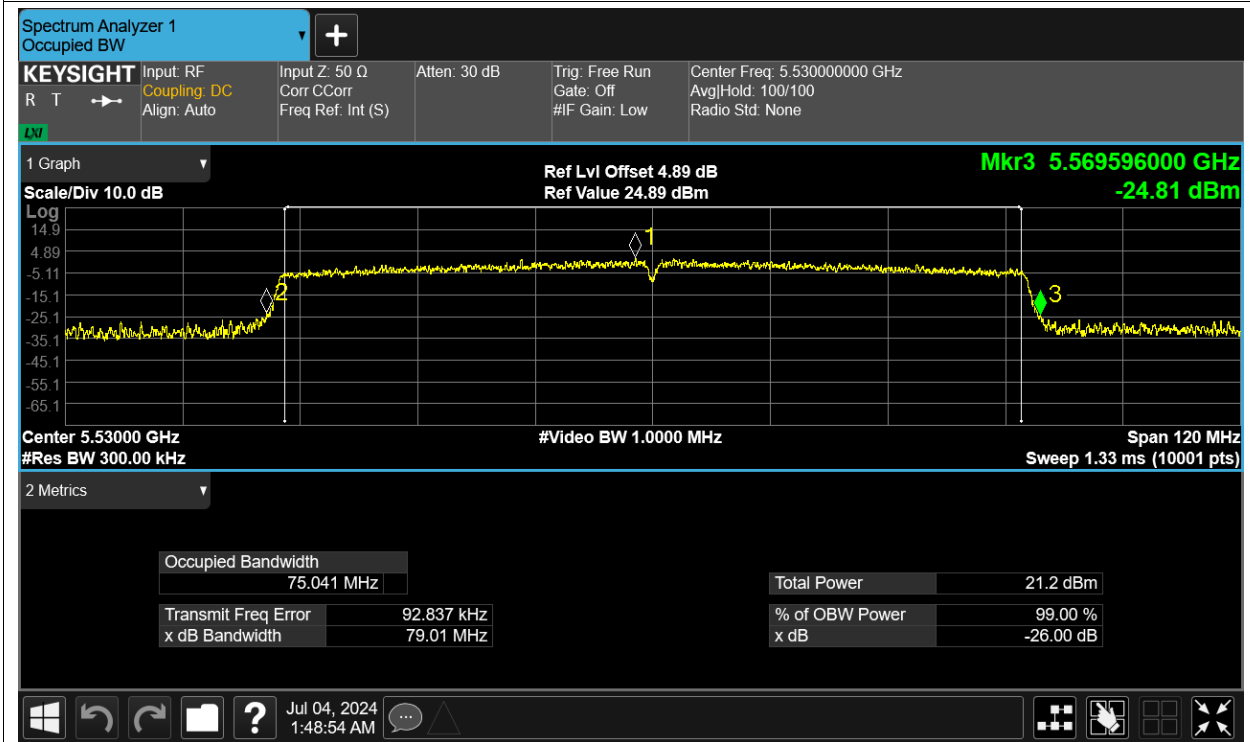 Spectrum Analyzer 1
Occupied BW
KEYSIGHT
R T
LXI
Input: RF
Coupling: DC
Align: Auto
Input Z: 50 Ω
Corr CCorr
Freq Ref: Int (S)
Atten: 30 dB
Trig: Free Run
Gate: Off
#IF Gain: Low
Center Freq: 5.530000000 GHz
Avg|Hold: 100/100
Radio Std: None
1 Graph
Scale/Div 10.0 dB
Ref Lvl Offset 4.89 dB
Ref Value 24.89 dBm
Mkr3 5.569596000 GHz
-24.81 dBm
Log
14.9
4.89
-5.11
-15.1
-25.1
-35.1
-45.1
-55.1
-65.1
1
2
3
Center 5.53000 GHz
#Video BW 1.0000 MHz
Span 120 MHz
#Res BW 300.00 kHz
Sweep 1.33 ms (10001 pts)
2 Metrics
Occupied Bandwidth
75.041 MHz
Transmit Freq Error 92.837 kHz
x dB Bandwidth 79.01 MHz
Total Power 21.2 dBm
% of OBW Power 99.00 %
x dB -26.00 dB
?
Jul 04, 2024
1:48:54 AM